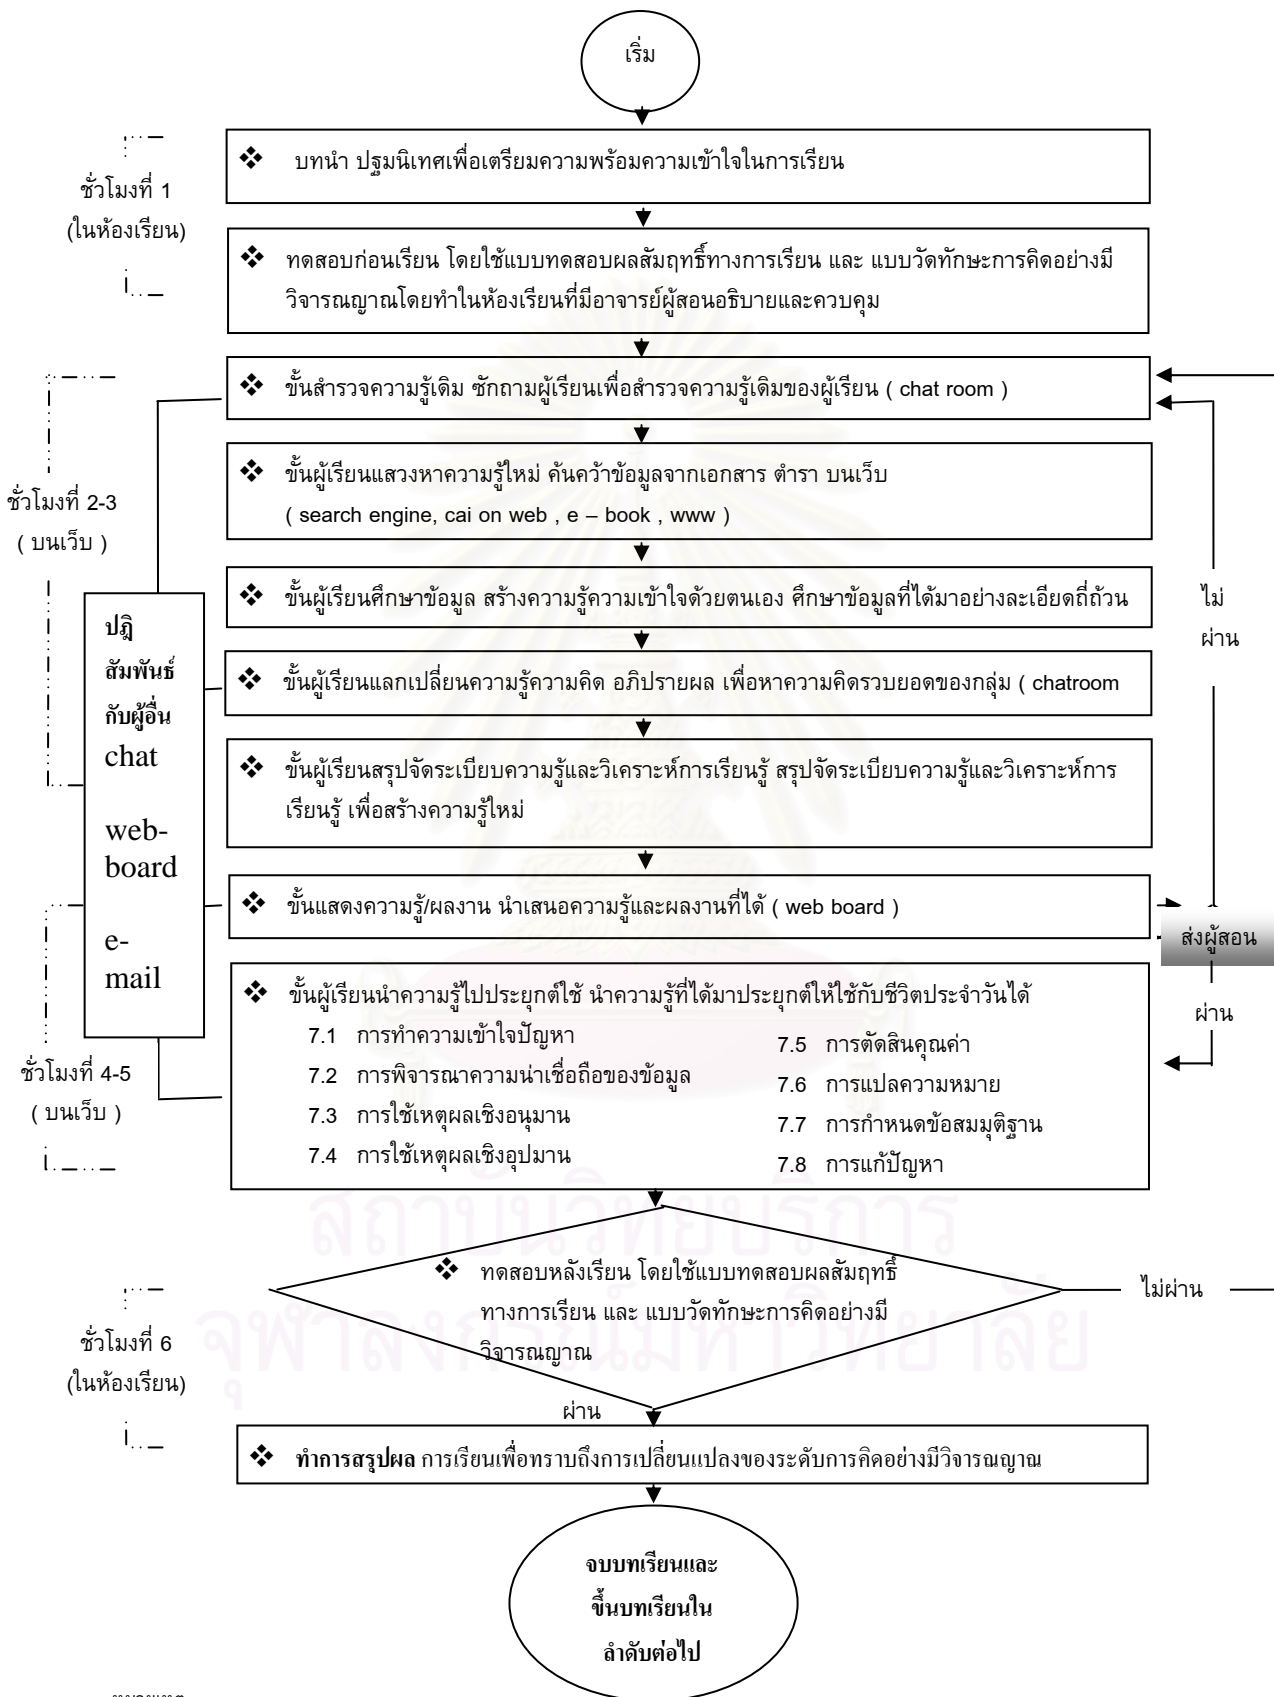 เริ่ม
ชั่วโมงที่ 1
(ในห้องเรียน)
❖ บทนำ ปฐมนิเทศเพื่อเตรียมความพร้อมความเข้าใจในการเรียน
❖ ทดสอบก่อนเรียน โดยใช้แบบทดสอบผลสัมฤทธิ์ทางการเรียน และ แบบวัดทักษะการคิดอย่างมี
วิจารณญาณโดยทำในห้องเรียนที่มีอาจารย์ผู้สอนอธิบายและควบคุม
ชั่วโมงที่ 2-3
( บนเว็บ )
❖ ขั้นสำรวจความรู้เดิม ซักถามผู้เรียนเพื่อสำรวจความรู้เดิมของผู้เรียน ( chat room )
❖ ขั้นผู้เรียนแสวงหาความรู้ใหม่ ค้นคว้าข้อมูลจากเอกสาร ตำรา บนเว็บ
( search engine, cai on web , e – book , www )
❖ ขั้นผู้เรียนศึกษาข้อมูล สร้างความรู้ความเข้าใจด้วยตนเอง ศึกษาข้อมูลที่ได้มาอย่างละเอียดถี่ถ้วน
❖ ขั้นผู้เรียนแลกเปลี่ยนความรู้ความคิด อภิปรายผล เพื่อหาความคิดรวบยอดของกลุ่ม ( chatroom
❖ ขั้นผู้เรียนสรุปจัดระเบียบความรู้และวิเคราะห์การเรียนรู้ สรุปจัดระเบียบความรู้และวิเคราะห์การ
เรียนรู้ เพื่อสร้างความรู้ใหม่
ปฏิ
สัมพันธ์
กับผู้อื่น
chat
web-
board
e-
mail
ไม่
ผ่าน
ชั่วโมงที่ 4-5
( บนเว็บ )
❖ ขั้นแสดงความรู้/ผลงาน นำเสนอความรู้และผลงานที่ได้ ( web board )
ส่งผู้สอน
ผ่าน
❖ ขั้นผู้เรียนนำความรู้ไปประยุกต์ใช้ นำความรู้ที่ได้มาประยุกต์ให้ใช้กับชีวิตประจำวันได้
7.1 การทำความเข้าใจปัญหา
7.2 การพิจารณาความน่าเชื่อถือของข้อมูล
7.3 การใช้เหตุผลเชิงอนุมาน
7.4 การใช้เหตุผลเชิงอุปมาน
7.5 การตัดสินคุณค่า
7.6 การแปลความหมาย
7.7 การกำหนดข้อสมมุติฐาน
7.8 การแก้ปัญหา
สถาบันวิทยบริการ
จุฬาลงกรณ์มหาวิทยาลัย
ชั่วโมงที่ 6
(ในห้องเรียน)
❖ ทดสอบหลังเรียน โดยใช้แบบทดสอบผลสัมฤทธิ์
ทางการเรียน และ แบบวัดทักษะการคิดอย่างมี
วิจารณญาณ
ไม่ผ่าน
ผ่าน
❖ ทำการสรุปผล การเรียนเพื่อทราบถึงการเปลี่ยนแปลงของระดับการคิดอย่างมีวิจารณญาณ
จบบทเรียนและ
ขึ้นบทเรียนใน
ลำดับต่อไป